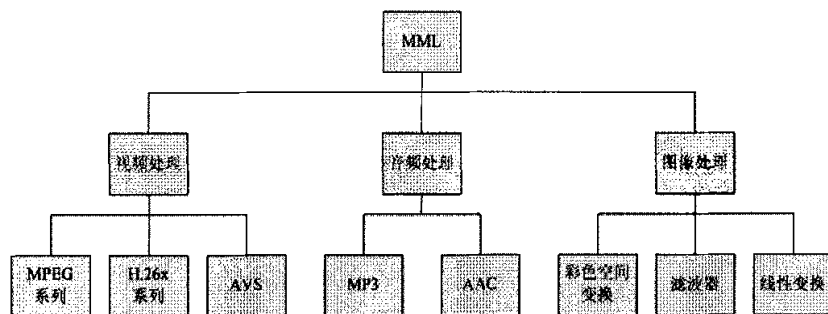 MML
视频处理
音频处理
图像处理
MPEG
系列
H.26x
系列
AVS
MP3
AAC
彩色空间
变换
滤波器
线性变换